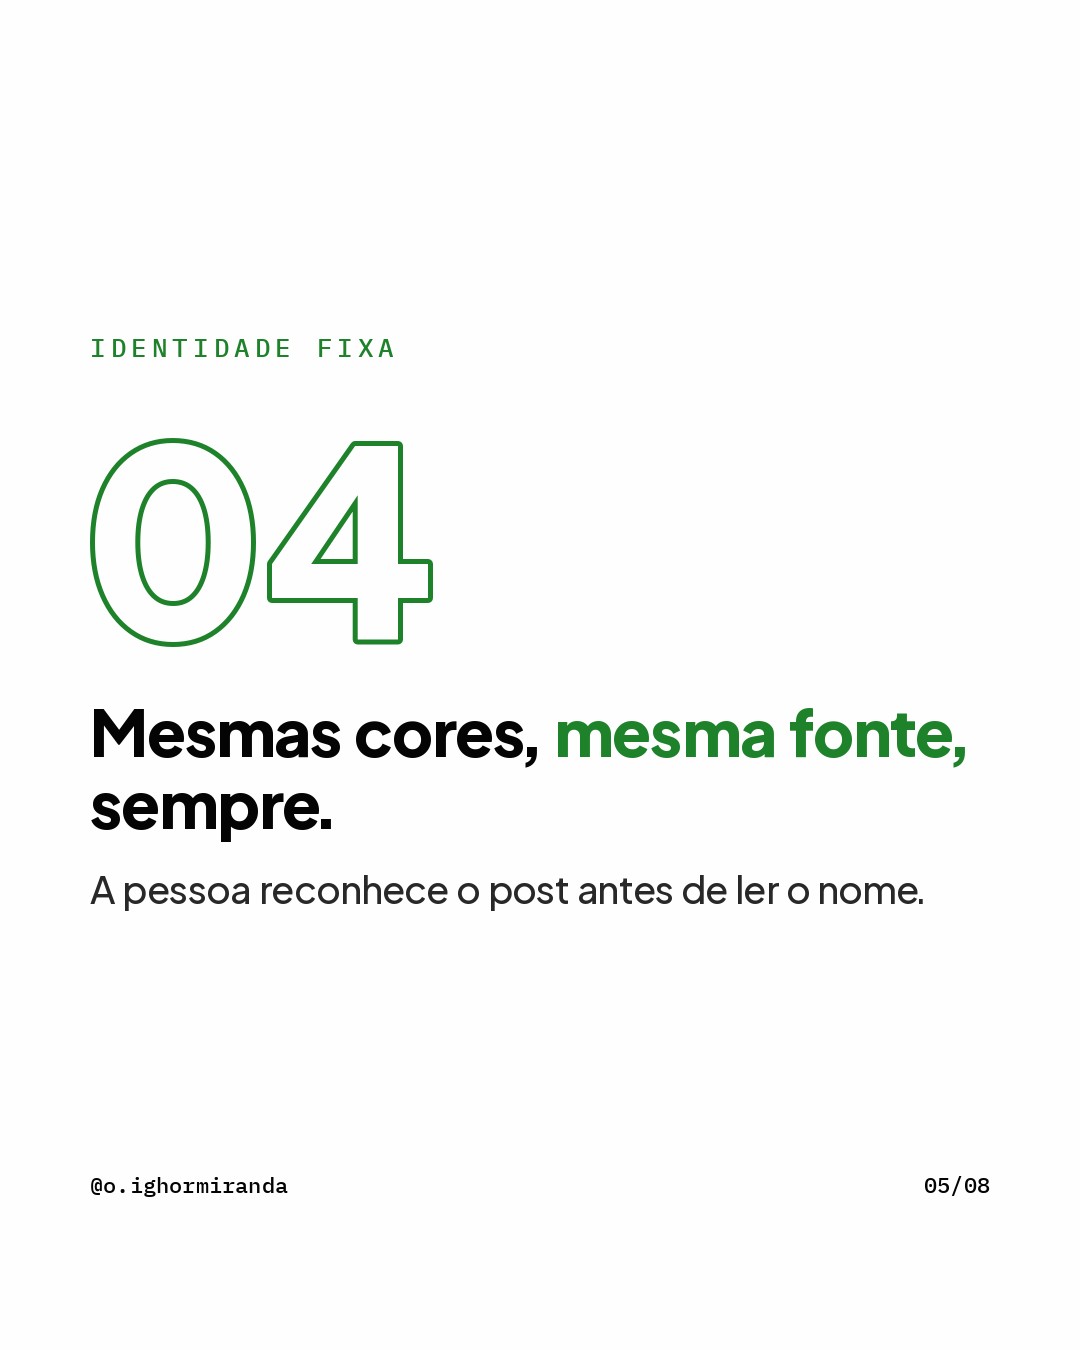 IDENTIDADE FIXA
04
Mesmas cores, mesma fonte,
sempre.
A pessoa reconhece o post antes de ler o nome.
@o.ighormiranda
05/08